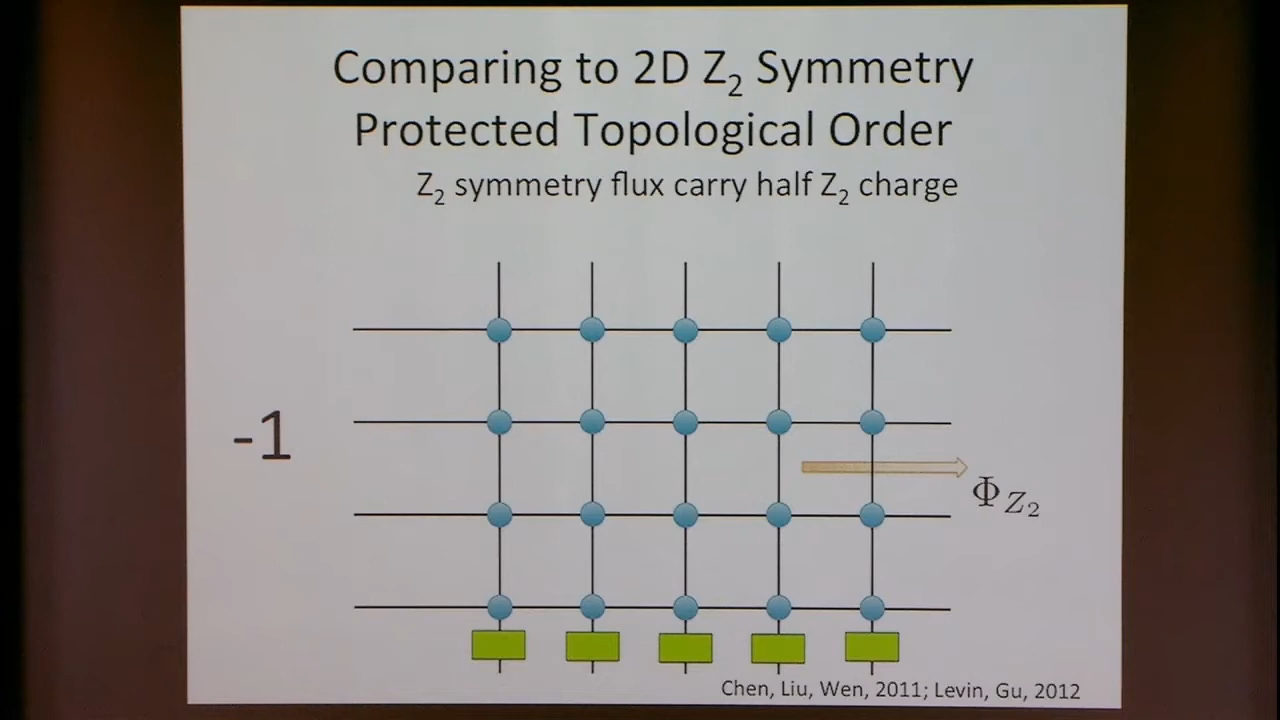 Comparing to 2D Z₂ Symmetry
Protected Topological Order
Z₂ symmetry flux carry half Z₂ charge
-1
Φ_Z₂
Chen, Liu, Wen, 2011; Levin, Gu, 2012